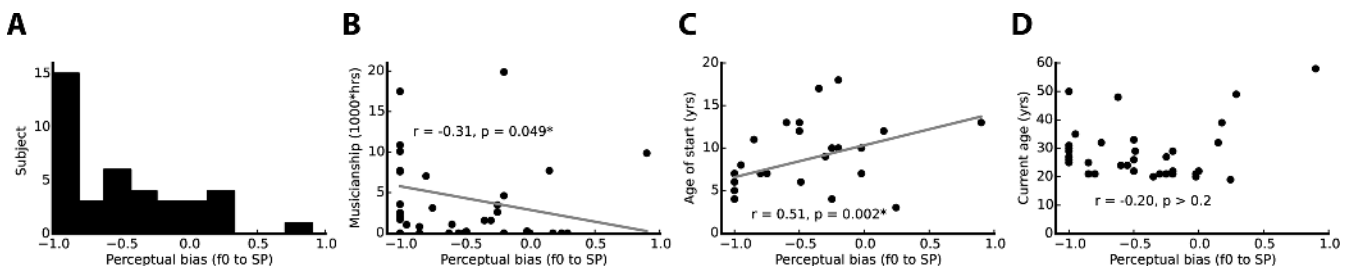 A
B
C
D
Subject
15
10
5
−1.0
−0.5
0.0
0.5
1.0
Perceptual bias (f0 to SP)
Musicianship (1000*hrs)
20
15
10
5
0
r = -0.31, p = 0.049*
−1.0
−0.5
0.0
0.5
1.0
Perceptual bias (f0 to SP)
Age of start (yrs)
20
15
10
5
0
r = 0.51, p = 0.002*
−1.0
−0.5
0.0
0.5
1.0
Perceptual bias (f0 to SP)
Current age (yrs)
60
50
40
30
20
10
0
r = -0.20, p > 0.2
−1.0
−0.5
0.0
0.5
1.0
Perceptual bias (f0 to SP)